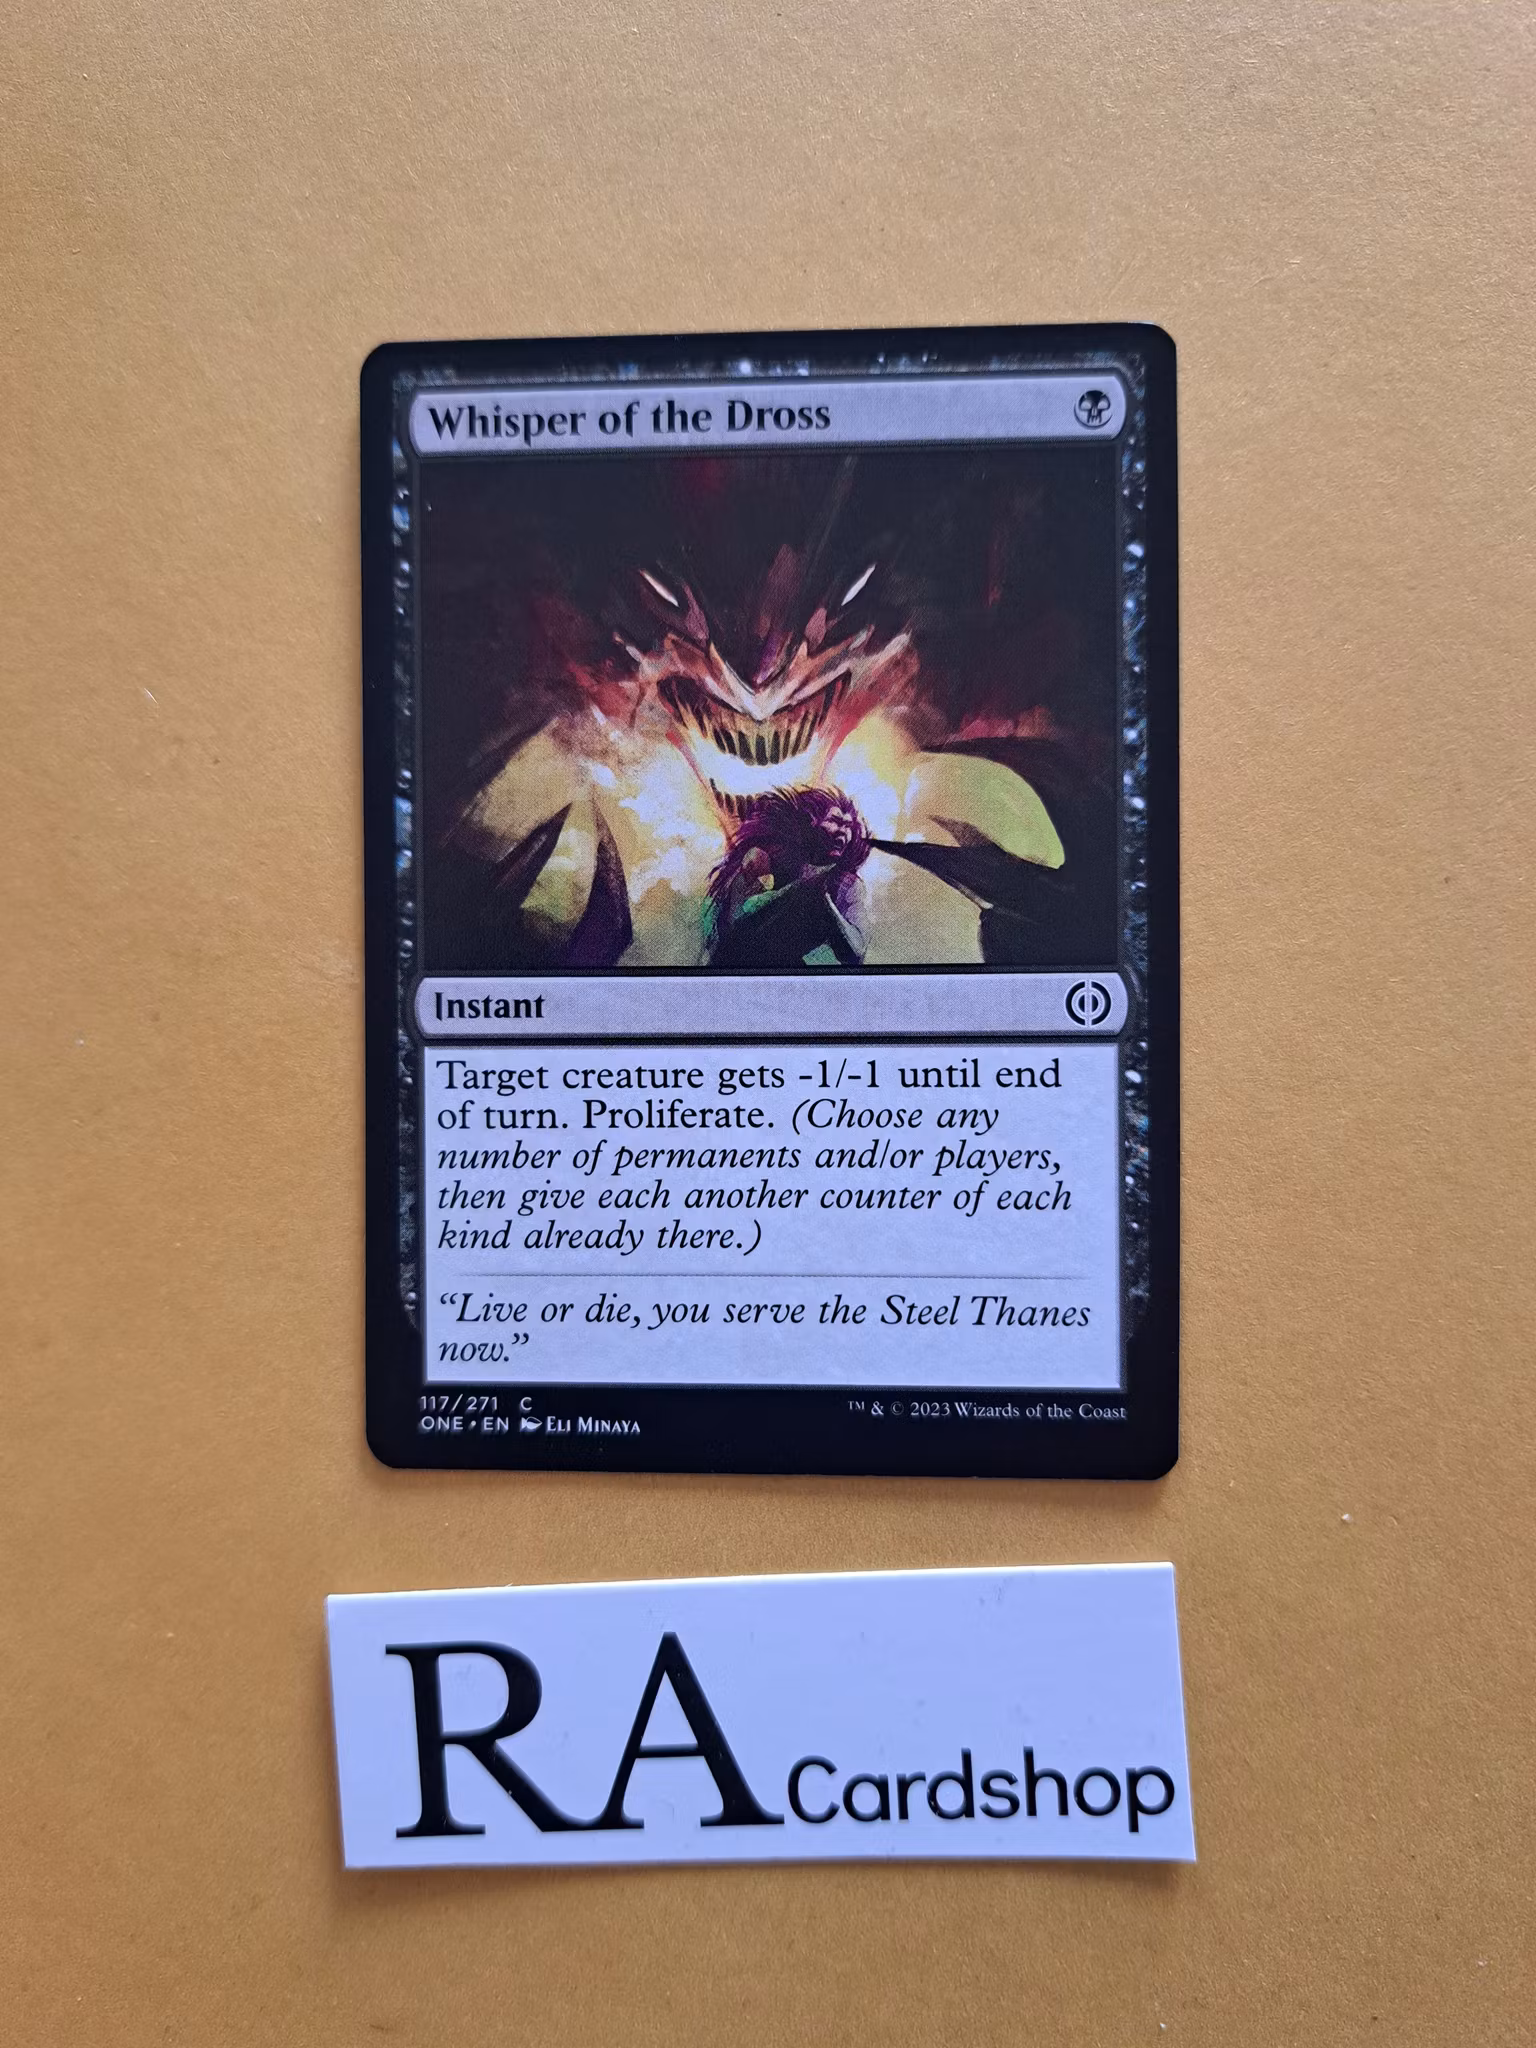 Whisper of the Dross
Instant
Target creature gets -1/-1 until end
of turn. Proliferate. (Choose any
number of permanents and/or players,
then give each another counter of each
kind already there.)
“Live or die, you serve the Steel Thanes
now.”
117/271 C
ONE • EN Eli Minaya
™ & © 2023 Wizards of the Coast
RA Cardshop